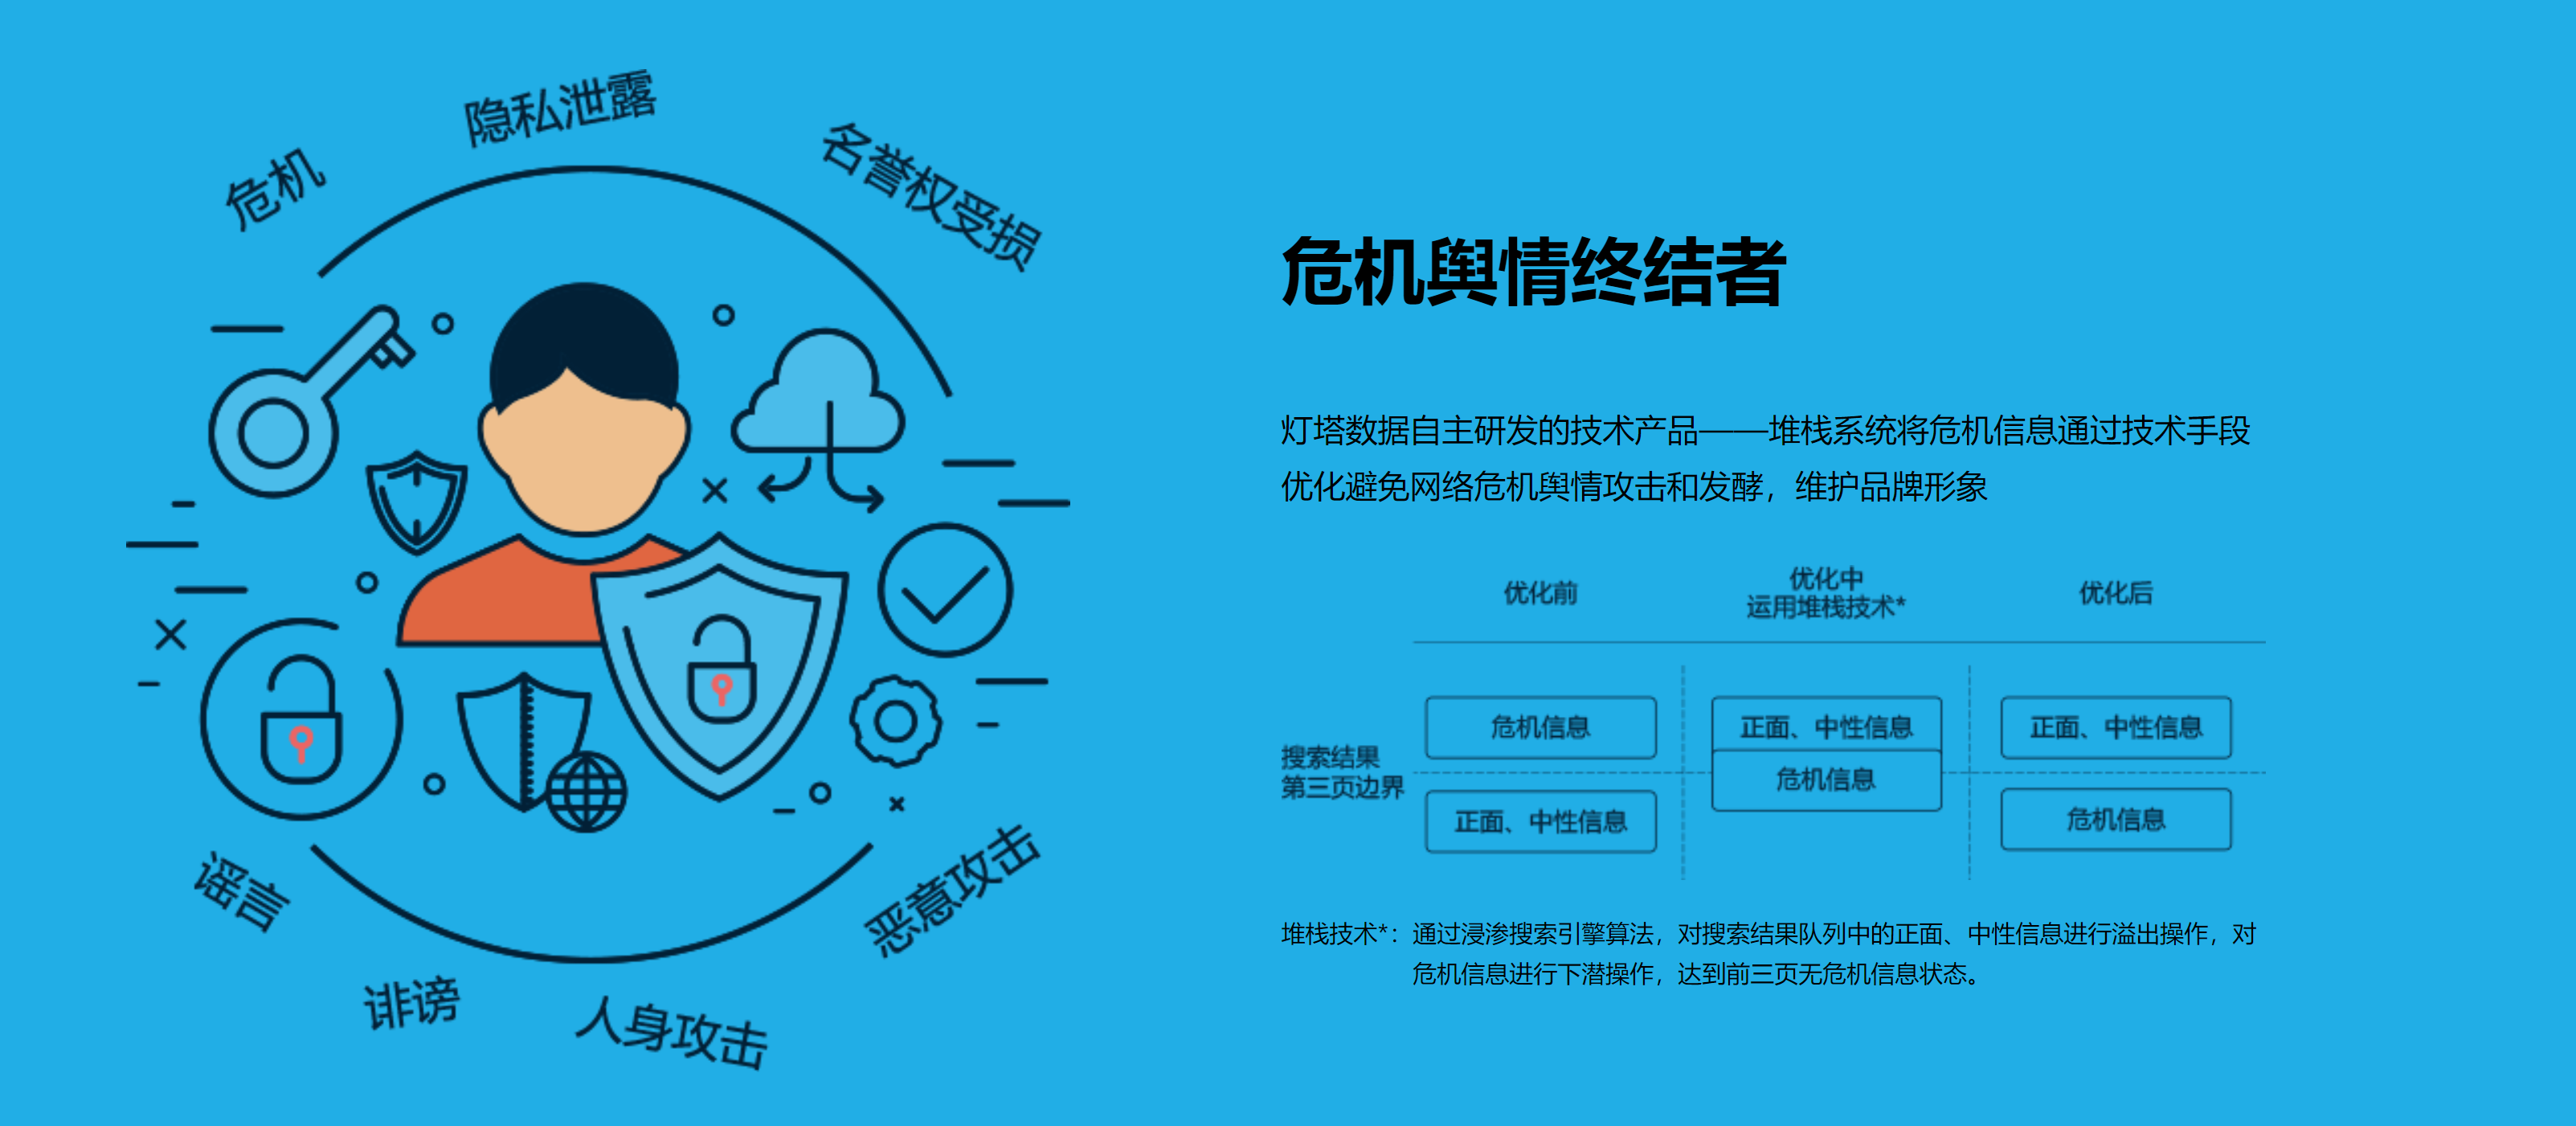 危机
隐私泄露
名誉权受损
谣言
诽谤
人身攻击
恶意攻击
危机舆情终结者
灯塔数据自主研发的技术产品——堆栈系统将危机信息通过技术手段
优化避免网络危机舆情攻击和发酵，维护品牌形象
优化前
优化中
运用堆栈技术*
优化后
搜索结果
第三页边界
危机信息
正面、中性信息
正面、中性信息
危机信息
正面、中性信息
危机信息
堆栈技术*：通过浸渗搜索引擎算法，对搜索结果队列中的正面、中性信息进行溢出操作，对
危机信息进行下潜操作，达到前三页无危机信息状态。